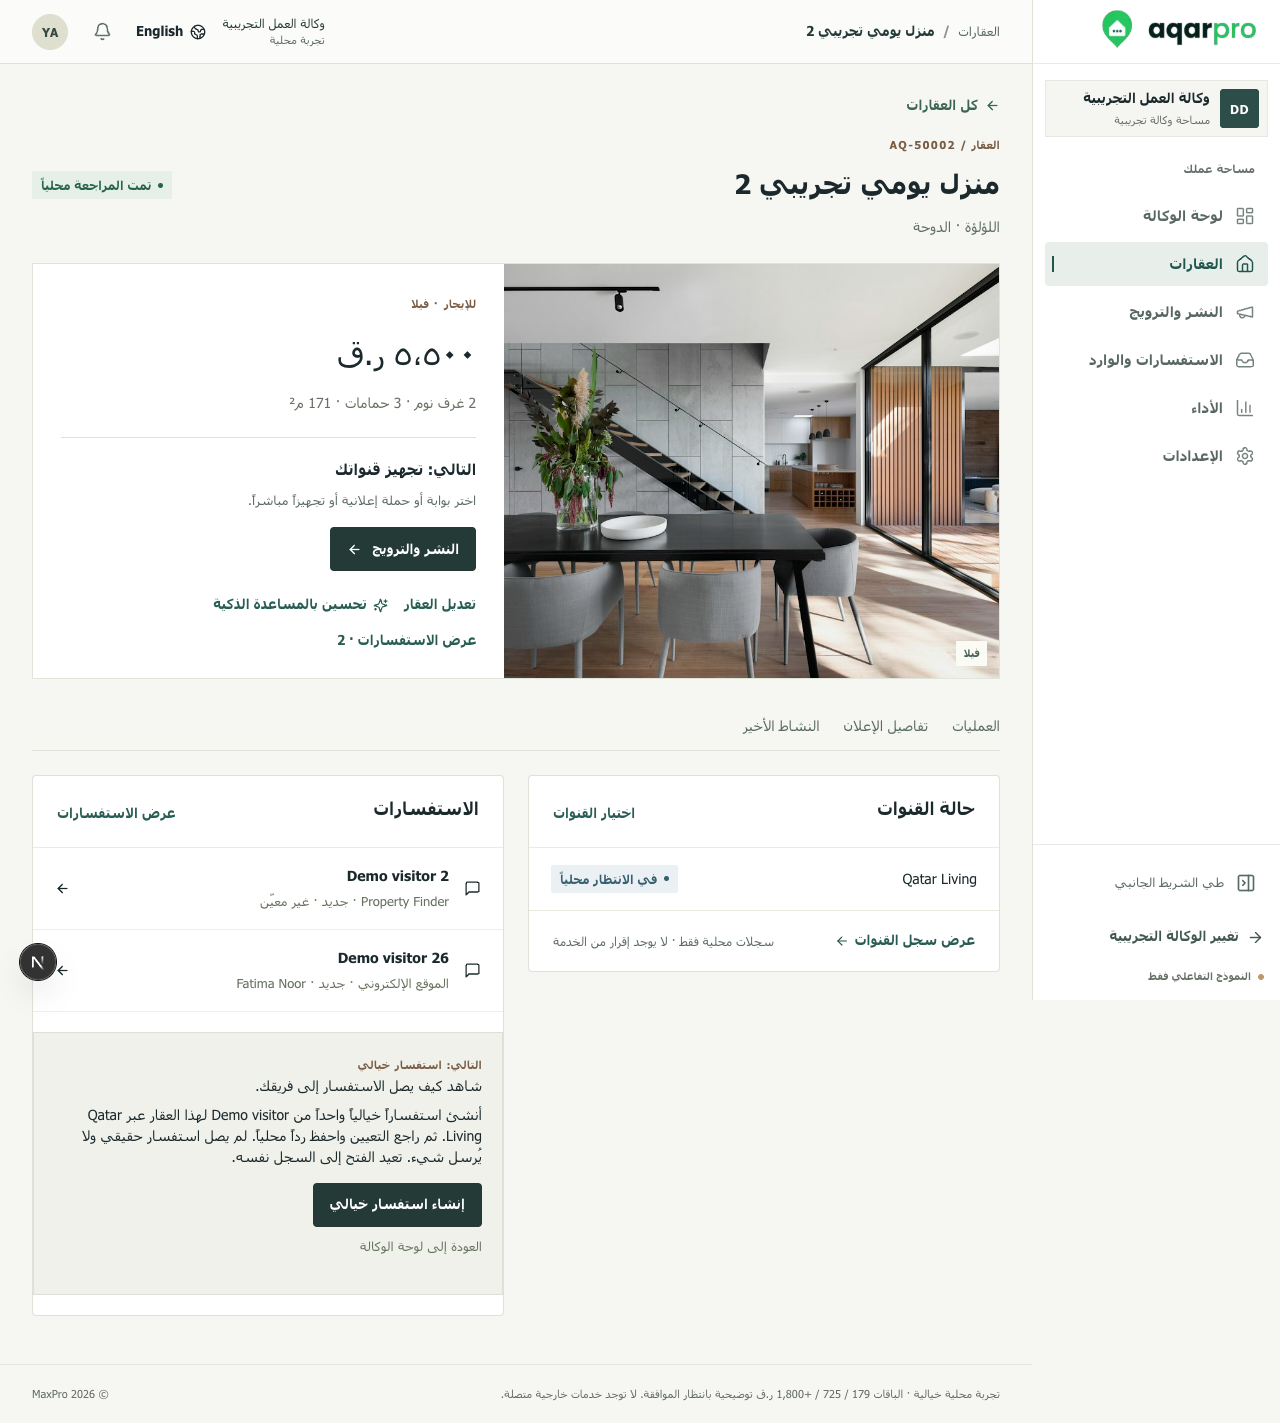 aqarpro
DD
وكالة العمل التجريبية
مساحة وكالة تجريبية
مساحة عملك
لوحة الوكالة
العقارات
النشر والترويج
الاستفسارات والوارد
الأداء
الإعدادات
طي الشريط الجانبي
تغيير الوكالة التجريبية
النموذج التفاعلي فقط
العقارات / منزل يومي تجريبي 2
وكالة العمل التجريبية
تجربة محلية
English
YA
كل العقارات
العقار / AQ-50002
منزل يومي تجريبي 2
تمت المراجعة محلياً
اللؤلؤة · الدوحة
فيلا
للإيجار · فيلا
٥،٥٠٠ ر.ق
2 غرف نوم · 3 حمامات · 171 م²
التالي: تجهيز قنواتك
اختر بوابة أو حملة إعلانية أو تجهيزاً مباشراً.
النشر والترويج
تعديل العقار
تحسين بالمساعدة الذكية
عرض الاستفسارات · 2
العمليات
تفاصيل الإعلان
النشاط الأخير
حالة القنوات
اختيار القنوات
Qatar Living
في الانتظار محلياً
عرض سجل القنوات
سجلات محلية فقط · لا يوجد إقرار من الخدمة
الاستفسارات
عرض الاستفسارات
Demo visitor 2
Property Finder · جديد · غير معيّن
Demo visitor 26
الموقع الإلكتروني · جديد · Fatima Noor
N
التالي: استفسار خيالي
شاهد كيف يصل الاستفسار إلى فريقك.
أنشئ استفساراً خيالياً واحداً من Demo visitor لهذا العقار عبر Qatar
Living. ثم راجع التعيين واحفظ رداً محلياً. لم يصل استفسار حقيقي ولا
يُرسل شيء. تعيد الفتح إلى السجل نفسه.
إنشاء استفسار خيالي
العودة إلى لوحة الوكالة
تجربة محلية خيالية · الباقات 179 / 725 / +1,800 ر.ق توضيحية بانتظار الموافقة. لا توجد خدمات خارجية متصلة.
© 2026 MaxPro